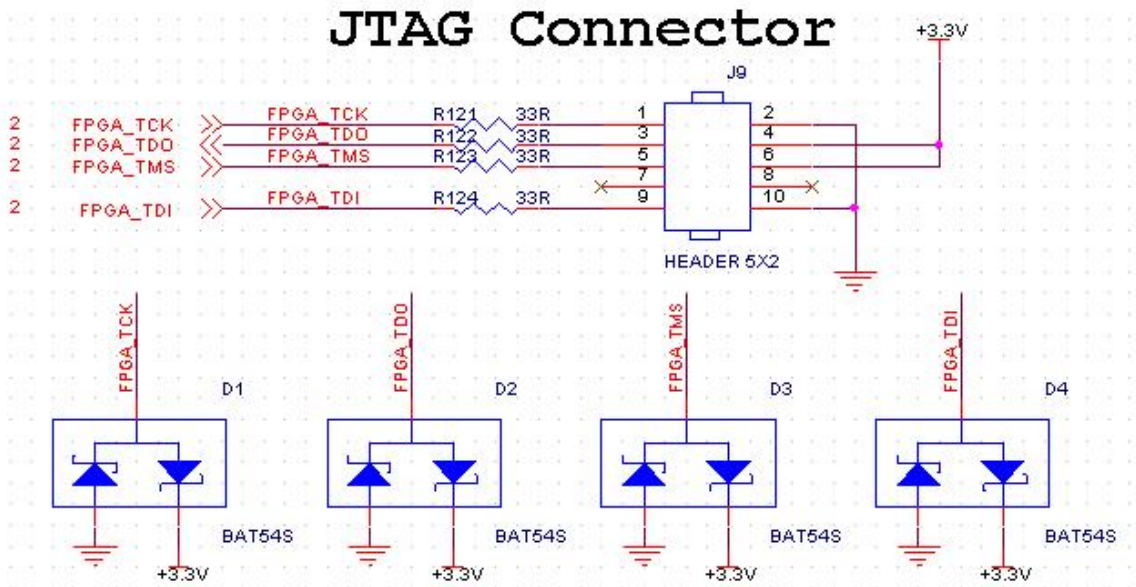 JTAG Connector
+3.3V
J9
2 FPGA_TCK FPGA_TCK R121 33R 1 2
2 FPGA_TDO FPGA_TDO R122 33R 3 4
2 FPGA_TMS FPGA_TMS R123 33R 5 6
7 8
2 FPGA_TDI FPGA_TDI R124 33R 9 10
HEADER 5X2
FPGA_TCK FPGA_TDO FPGA_TMS FPGA_TDI
D1 D2 D3 D4
BAT54S BAT54S BAT54S BAT54S
+3.3V +3.3V +3.3V +3.3V